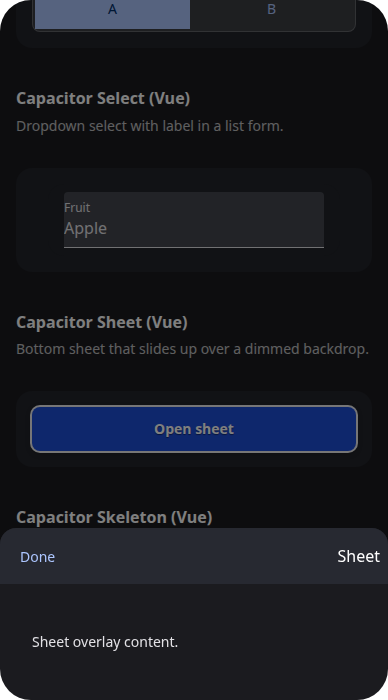 A
B
Capacitor Select (Vue)
Dropdown select with label in a list form.
Fruit
Apple
Capacitor Sheet (Vue)
Bottom sheet that slides up over a dimmed backdrop.
Open sheet
Capacitor Skeleton (Vue)
Done
Sheet
Sheet overlay content.